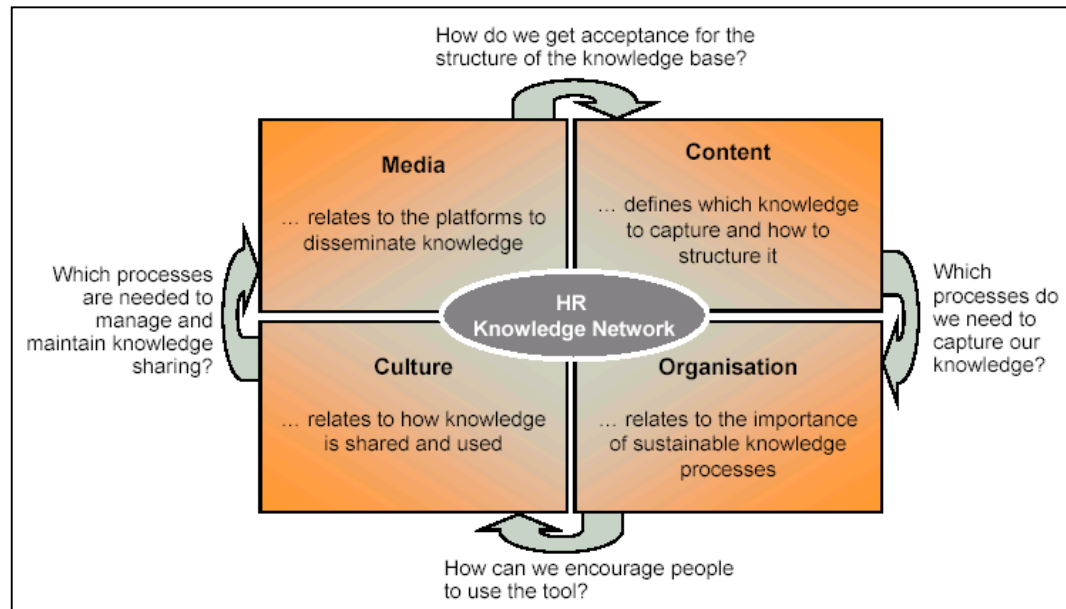 How do we get acceptance for the
structure of the knowledge base?
Media
… relates to the platforms to
disseminate knowledge
Content
… defines which knowledge
to capture and how to
structure it
Which processes
are needed to
manage and
maintain knowledge
sharing?
HR
Knowledge Network
Which
processes do
we need to
capture our
knowledge?
Culture
… relates to how knowledge
is shared and used
Organisation
… relates to the importance
of sustainable knowledge
processes
How can we encourage people
to use the tool?